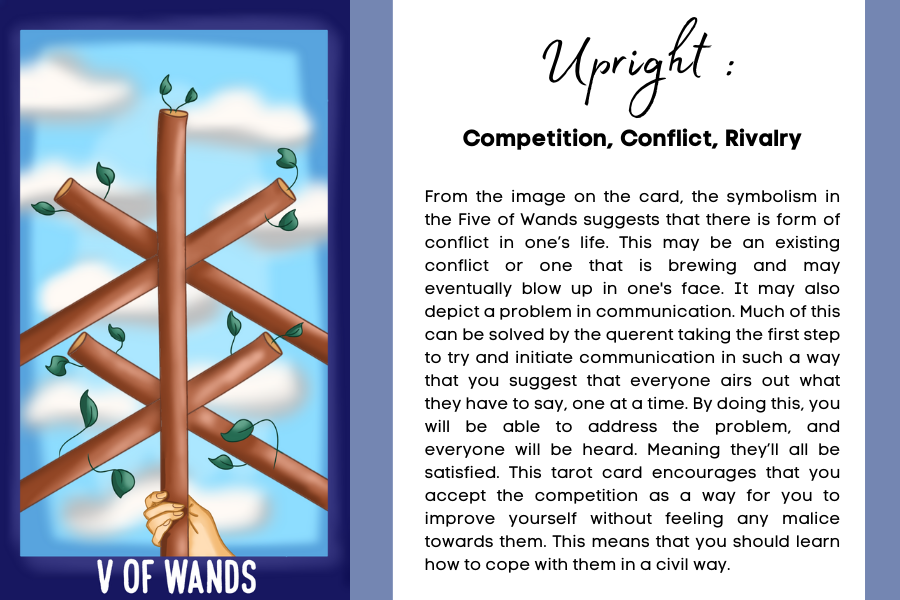 Upright :
Competition, Conflict, Rivalry
From the image on the card, the symbolism in
the Five of Wands suggests that there is form of
conflict in one's life. This may be an existing
conflict or one that is brewing and may
eventually blow up in one's face. It may also
depict a problem in communication. Much of this
can be solved by the querent taking the first step
to try and initiate communication in such a way
that you suggest that everyone airs out what
they have to say, one at a time. By doing this, you
will be able to address the problem, and
everyone will be heard. Meaning they'll all be
satisfied. This tarot card encourages that you
accept the competition as a way for you to
improve yourself without feeling any malice
towards them. This means that you should learn
how to cope with them in a civil way.
V OF WANDS